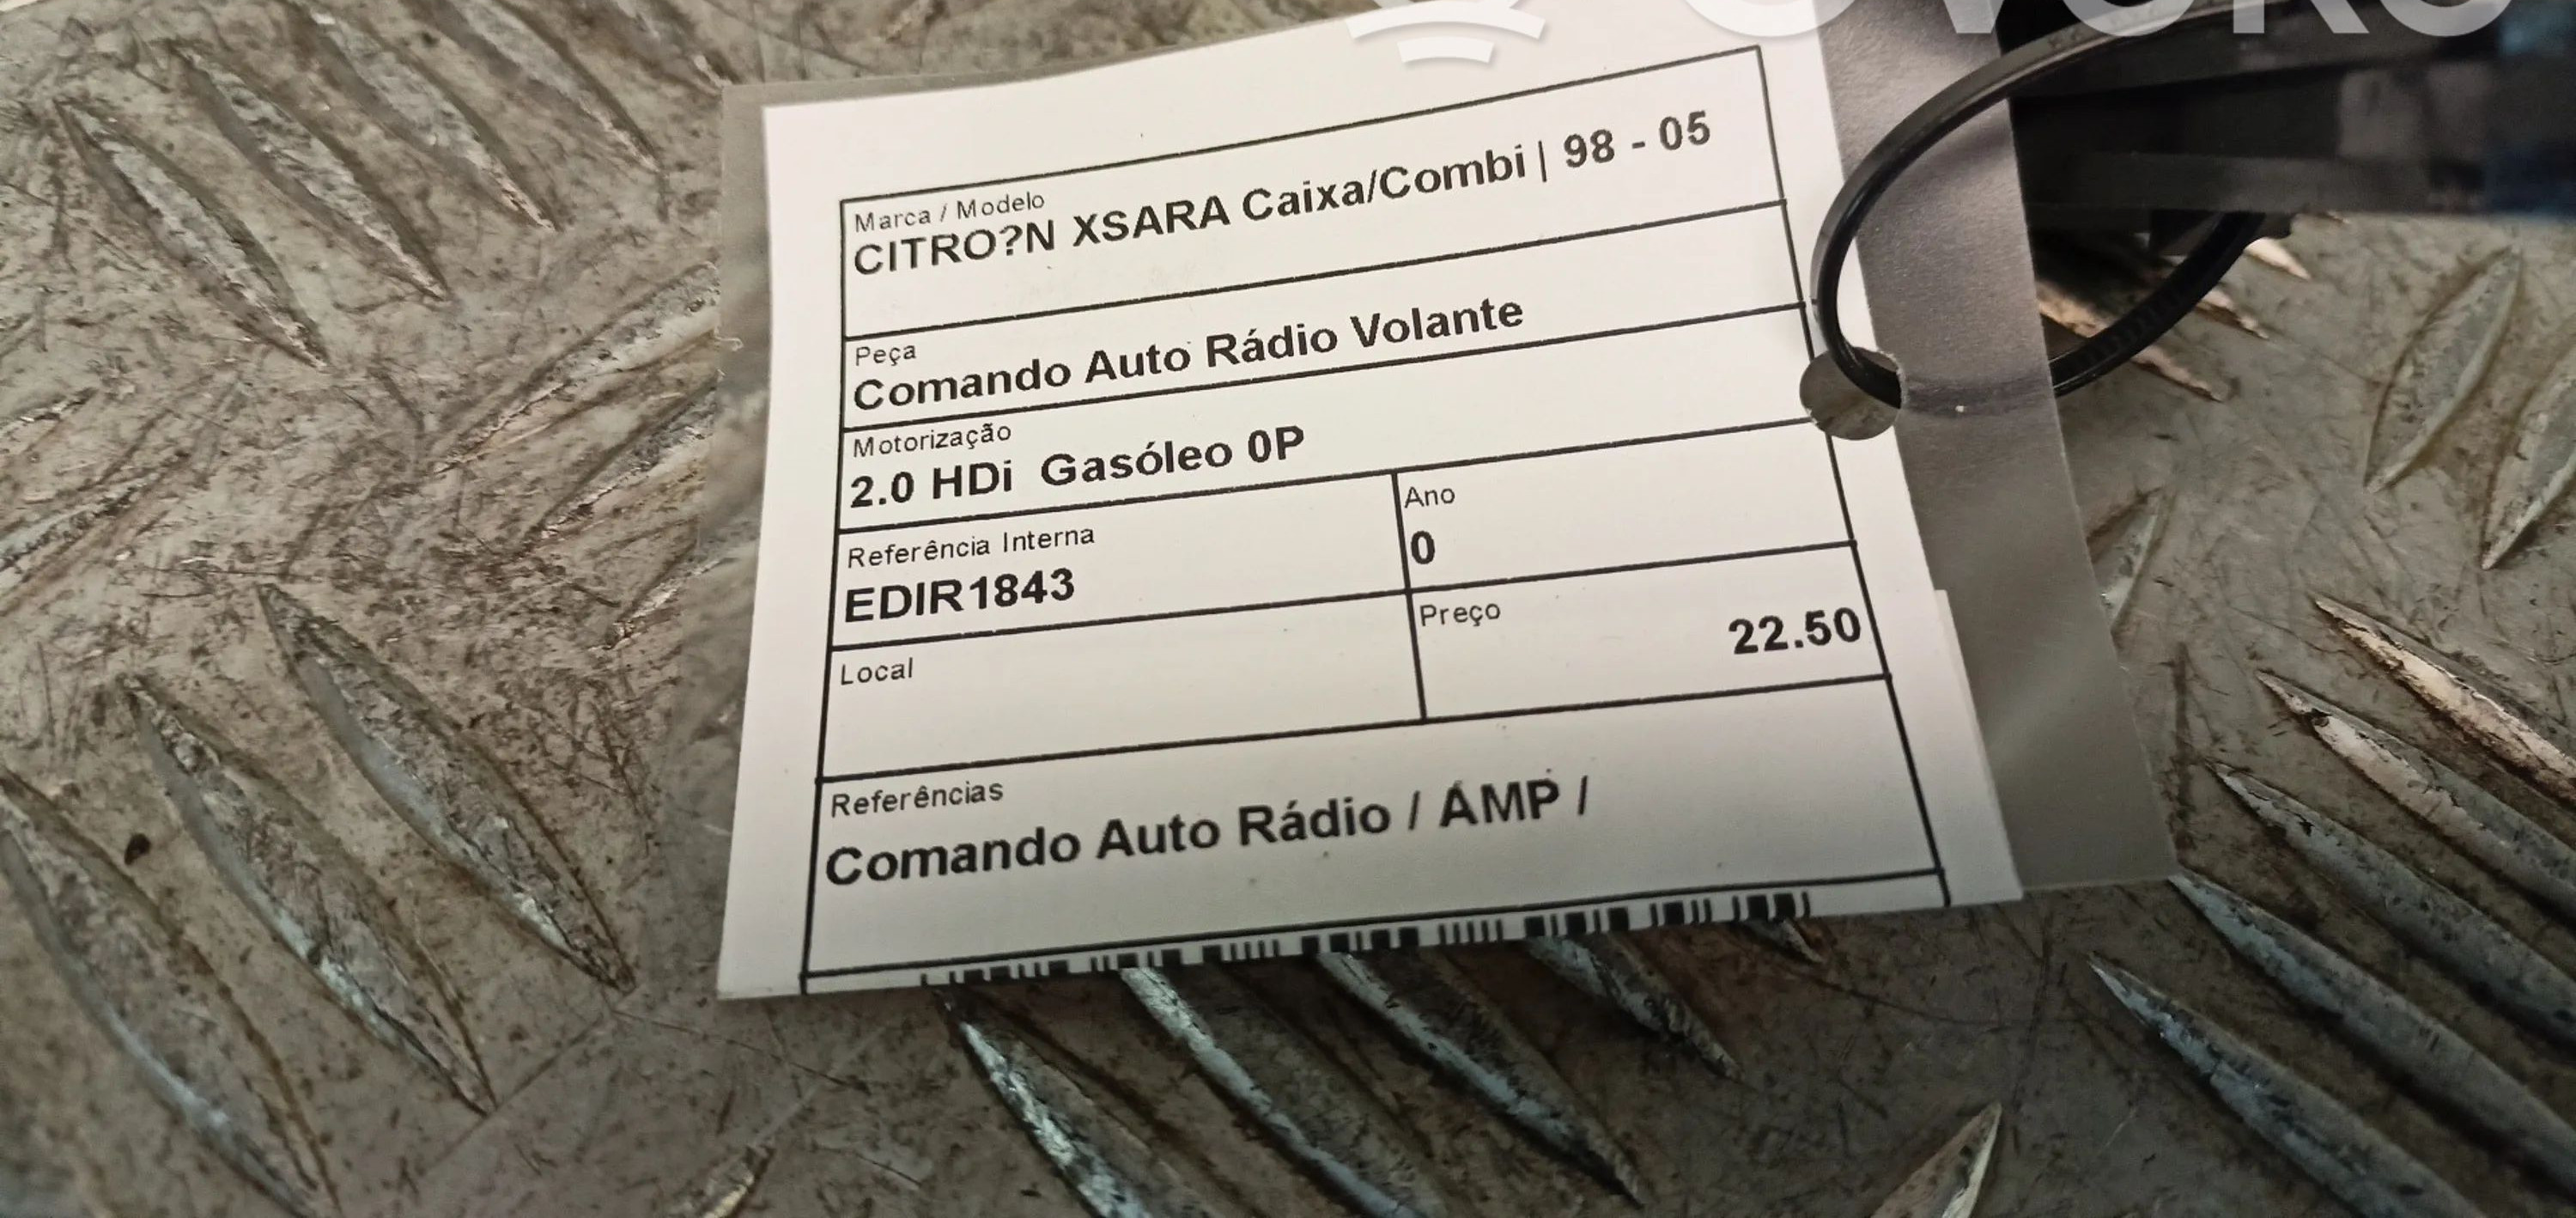 Marca / Modelo
CITRO?N XSARA Caixa/Combi | 98 - 05
Peça
Comando Auto Rádio Volante
Motorização
2.0 HDi Gasóleo 0P
Referência Interna
EDIR1843
Ano
0
Local
Preço
22.50
Referências
Comando Auto Rádio / AMP /